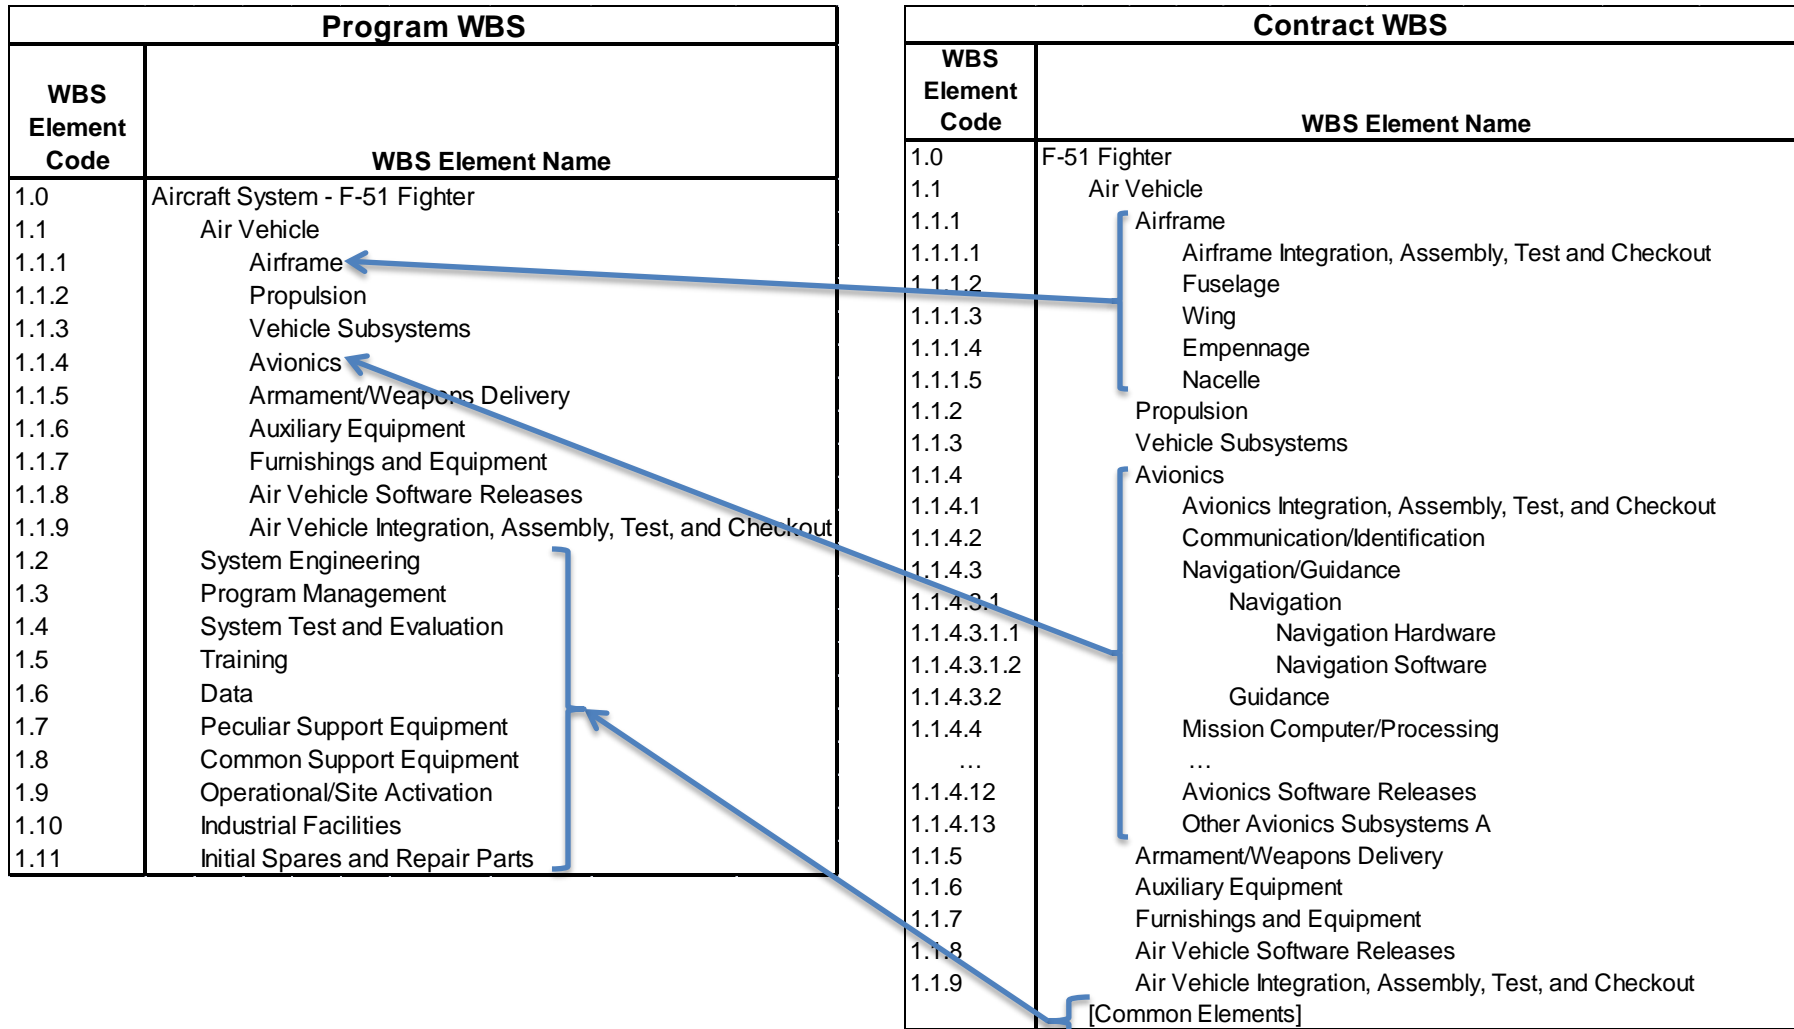 Program WBS
WBS
Element
Code
WBS Element Name
1.0 Aircraft System - F-51 Fighter
1.1 Air Vehicle
1.1.1 Airframe
1.1.2 Propulsion
1.1.3 Vehicle Subsystems
1.1.4 Avionics
1.1.5 Armament/Weapons Delivery
1.1.6 Auxiliary Equipment
1.1.7 Furnishings and Equipment
1.1.8 Air Vehicle Software Releases
1.1.9 Air Vehicle Integration, Assembly, Test, and Checkout
1.2 System Engineering
1.3 Program Management
1.4 System Test and Evaluation
1.5 Training
1.6 Data
1.7 Peculiar Support Equipment
1.8 Common Support Equipment
1.9 Operational/Site Activation
1.10 Industrial Facilities
1.11 Initial Spares and Repair Parts
Contract WBS
WBS
Element
Code
WBS Element Name
1.0 F-51 Fighter
1.1 Air Vehicle
1.1.1 Airframe
1.1.1.1 Airframe Integration, Assembly, Test and Checkout
1.1.1.2 Fuselage
1.1.1.3 Wing
1.1.1.4 Empennage
1.1.1.5 Nacelle
1.1.2 Propulsion
1.1.3 Vehicle Subsystems
1.1.4 Avionics
1.1.4.1 Avionics Integration, Assembly, Test, and Checkout
1.1.4.2 Communication/Identification
1.1.4.3 Navigation/Guidance
1.1.4.3.1 Navigation
1.1.4.3.1.1 Navigation Hardware
1.1.4.3.1.2 Navigation Software
1.1.4.3.2 Guidance
1.1.4.4 Mission Computer/Processing
… …
1.1.4.12 Avionics Software Releases
1.1.4.13 Other Avionics Subsystems A
1.1.5 Armament/Weapons Delivery
1.1.6 Auxiliary Equipment
1.1.7 Furnishings and Equipment
1.1.8 Air Vehicle Software Releases
1.1.9 Air Vehicle Integration, Assembly, Test, and Checkout
[Common Elements]